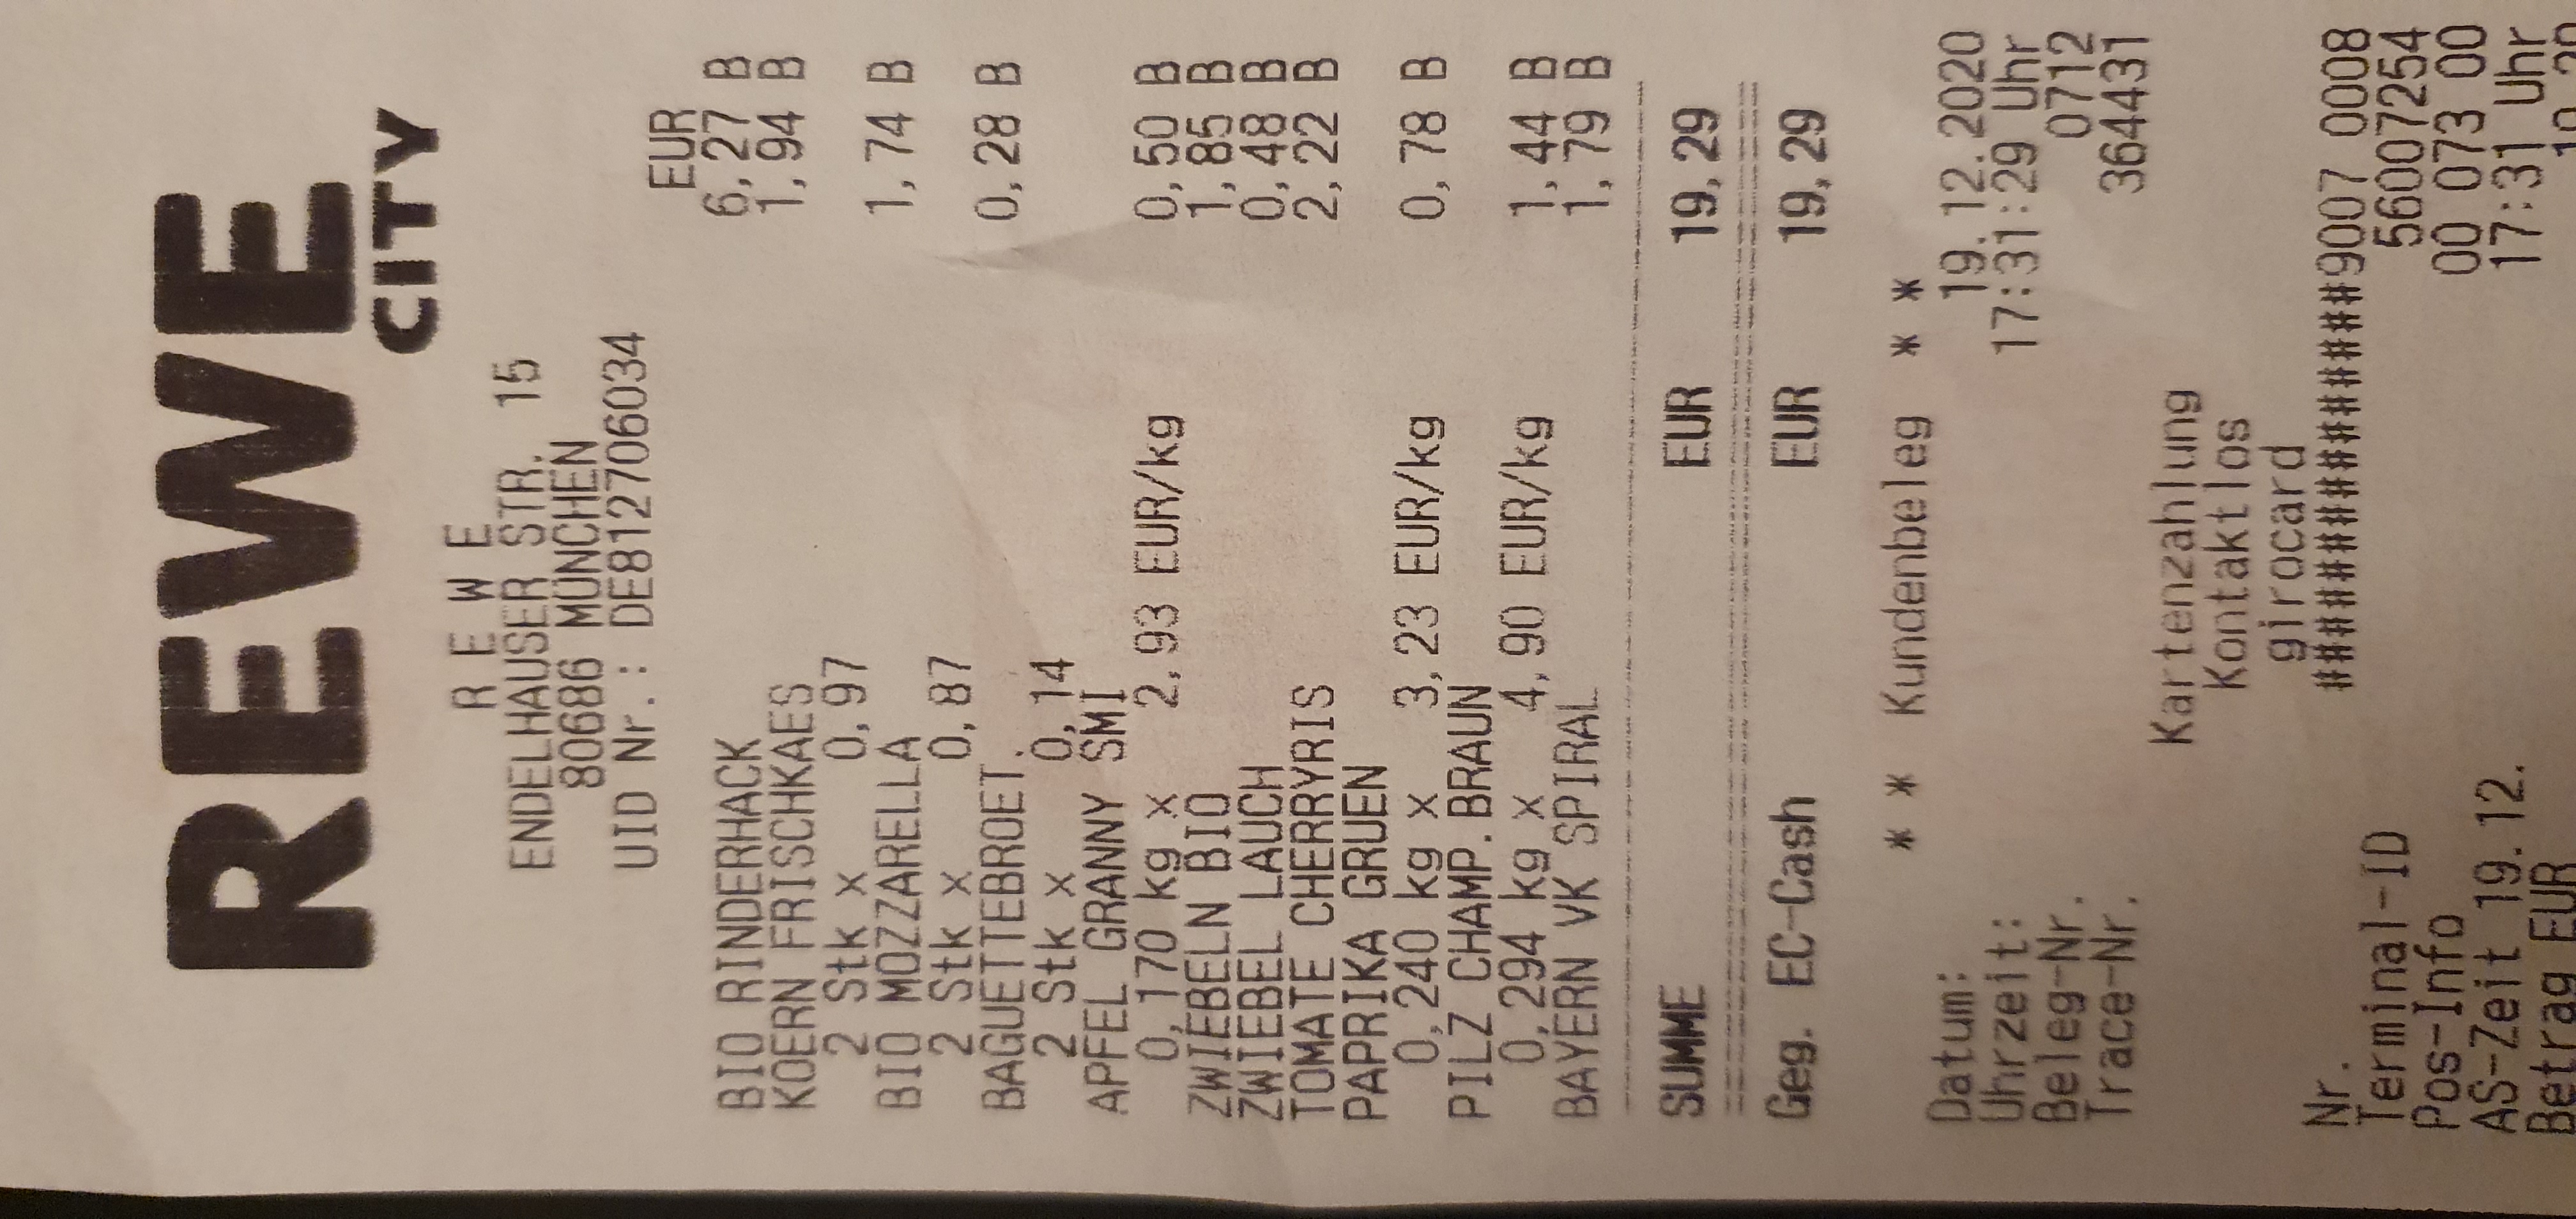 REWE
CITY
R E W E
ENDELHAUSER STR. 15
80686 MÜNCHEN
UID Nr.: DE812706034
EUR
BIO RINDERHACK 6,27 B
KOERN FRISCHKAES 1,94 B
2 Stk x 0,97
BIO MOZZARELLA 1,74 B
2 Stk x 0,87
BAGUETTEBROET. 0,28 B
2 Stk x 0,14
APFEL GRANNY SMI
0,170 kg x 2,93 EUR/kg 0,50 B
ZWIEBELN BIO 1,85 B
ZWIEBEL LAUCH 0,48 B
TOMATE CHERRYRIS 2,22 B
PAPRIKA GRUEN
0,240 kg x 3,23 EUR/kg 0,78 B
PILZ CHAMP.BRAUN
0,294 kg x 4,90 EUR/kg 1,44 B
BAYERN VK SPIRAL 1,79 B
SUMME EUR 19,29
Geg. EC-Cash EUR 19,29
* * Kundenbeleg * *
Datum: 19.12.2020
Uhrzeit: 17:31:29 Uhr
Beleg-Nr. 0712
Trace-Nr. 364431
Kartenzahlung
Kontaktlos
girocard
Nr. ###############9007 0008
Terminal-ID 56007254
Pos-Info 00 073 00
AS-Zeit 19.12. 17:31 Uhr
Betrag EUR